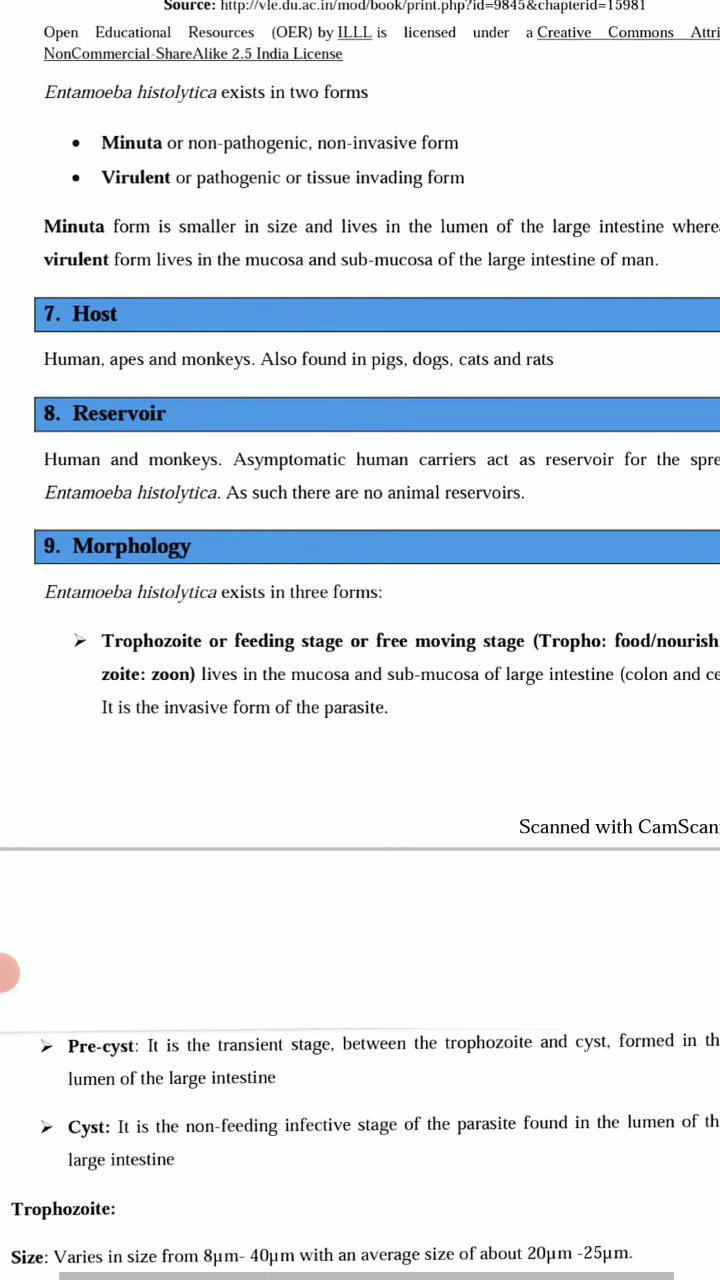 Source: http://vle.du.ac.in/mod/book/print.php?id=9845&chapterid=15981
Open Educational Resources (OER) by ILLL is licensed under a Creative Commons Attri
NonCommercial-ShareAlike 2.5 India License
Entamoeba histolytica exists in two forms
• Minuta or non-pathogenic, non-invasive form
• Virulent or pathogenic or tissue invading form
Minuta form is smaller in size and lives in the lumen of the large intestine where
virulent form lives in the mucosa and sub-mucosa of the large intestine of man.
7. Host
Human, apes and monkeys. Also found in pigs, dogs, cats and rats
8. Reservoir
Human and monkeys. Asymptomatic human carriers act as reservoir for the spre
Entamoeba histolytica. As such there are no animal reservoirs.
9. Morphology
Entamoeba histolytica exists in three forms:
➢ Trophozoite or feeding stage or free moving stage (Tropho: food/nourish
zoite: zoon) lives in the mucosa and sub-mucosa of large intestine (colon and ce
It is the invasive form of the parasite.
Scanned with CamScan
➢ Pre-cyst: It is the transient stage, between the trophozoite and cyst, formed in th
lumen of the large intestine
➢ Cyst: It is the non-feeding infective stage of the parasite found in the lumen of th
large intestine
Trophozoite:
Size: Varies in size from 8µm- 40µm with an average size of about 20µm -25µm.